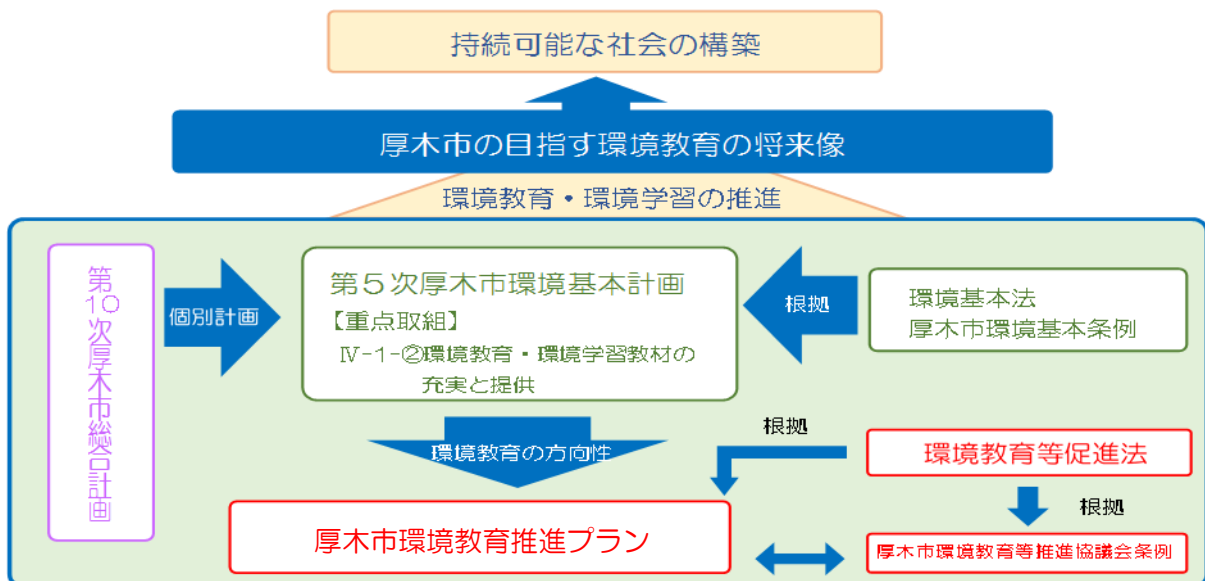 持続可能な社会の構築
厚木市の目指す環境教育の将来像
環境教育・環境学習の推進
第10次厚木市総合計画
個別計画
第５次厚木市環境基本計画
【重点取組】
Ⅳ-1-②環境教育・環境学習教材の
充実と提供
根拠
環境基本法
厚木市環境基本条例
環境教育の方向性
根拠
環境教育等促進法
根拠
厚木市環境教育推進プラン
厚木市環境教育等推進協議会条例